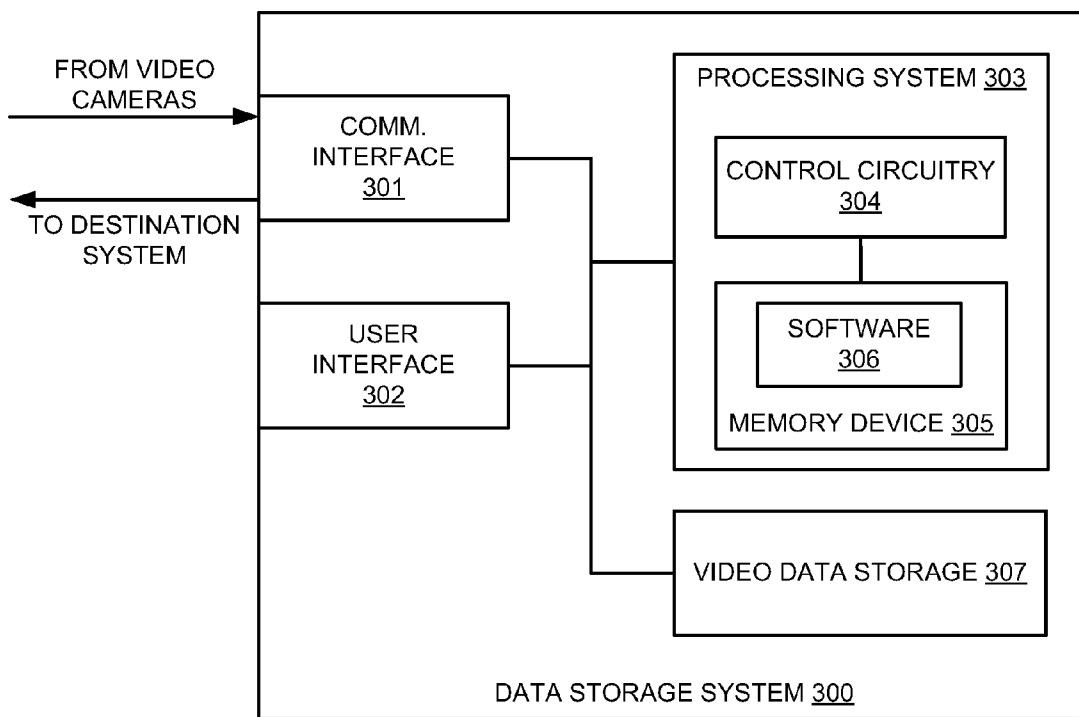 FROM VIDEO
CAMERAS
TO DESTINATION
SYSTEM
COMM.
INTERFACE
301
USER
INTERFACE
302
PROCESSING SYSTEM 303
CONTROL CIRCUITRY
304
SOFTWARE
306
MEMORY DEVICE 305
VIDEO DATA STORAGE 307
DATA STORAGE SYSTEM 300